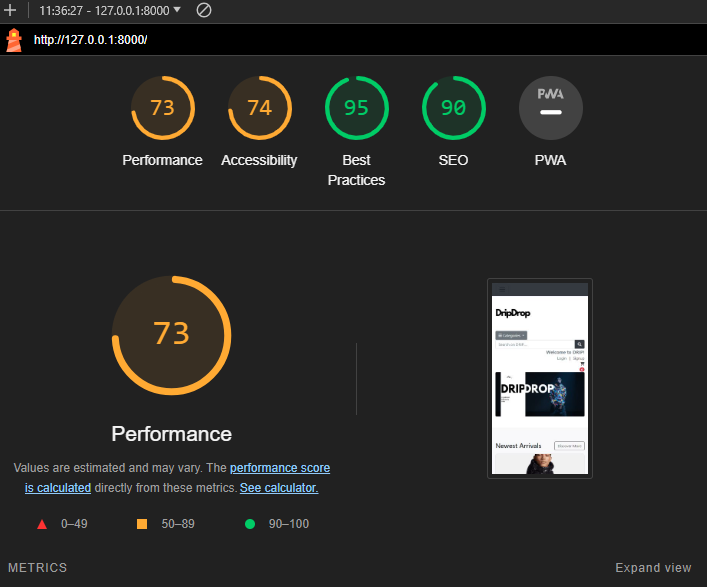 11:36:27 - 127.0.0.1:8000
http://127.0.0.1:8000/
73 74 95 90 PWA
Performance Accessibility Best Practices SEO PWA
73
Performance
Values are estimated and may vary. The performance score
is calculated directly from these metrics. See calculator.
0–49 50–89 90–100
DripDrop
Categories
Login | Signup
DRIPDROP
Newest Arrivals
METRICS Expand view